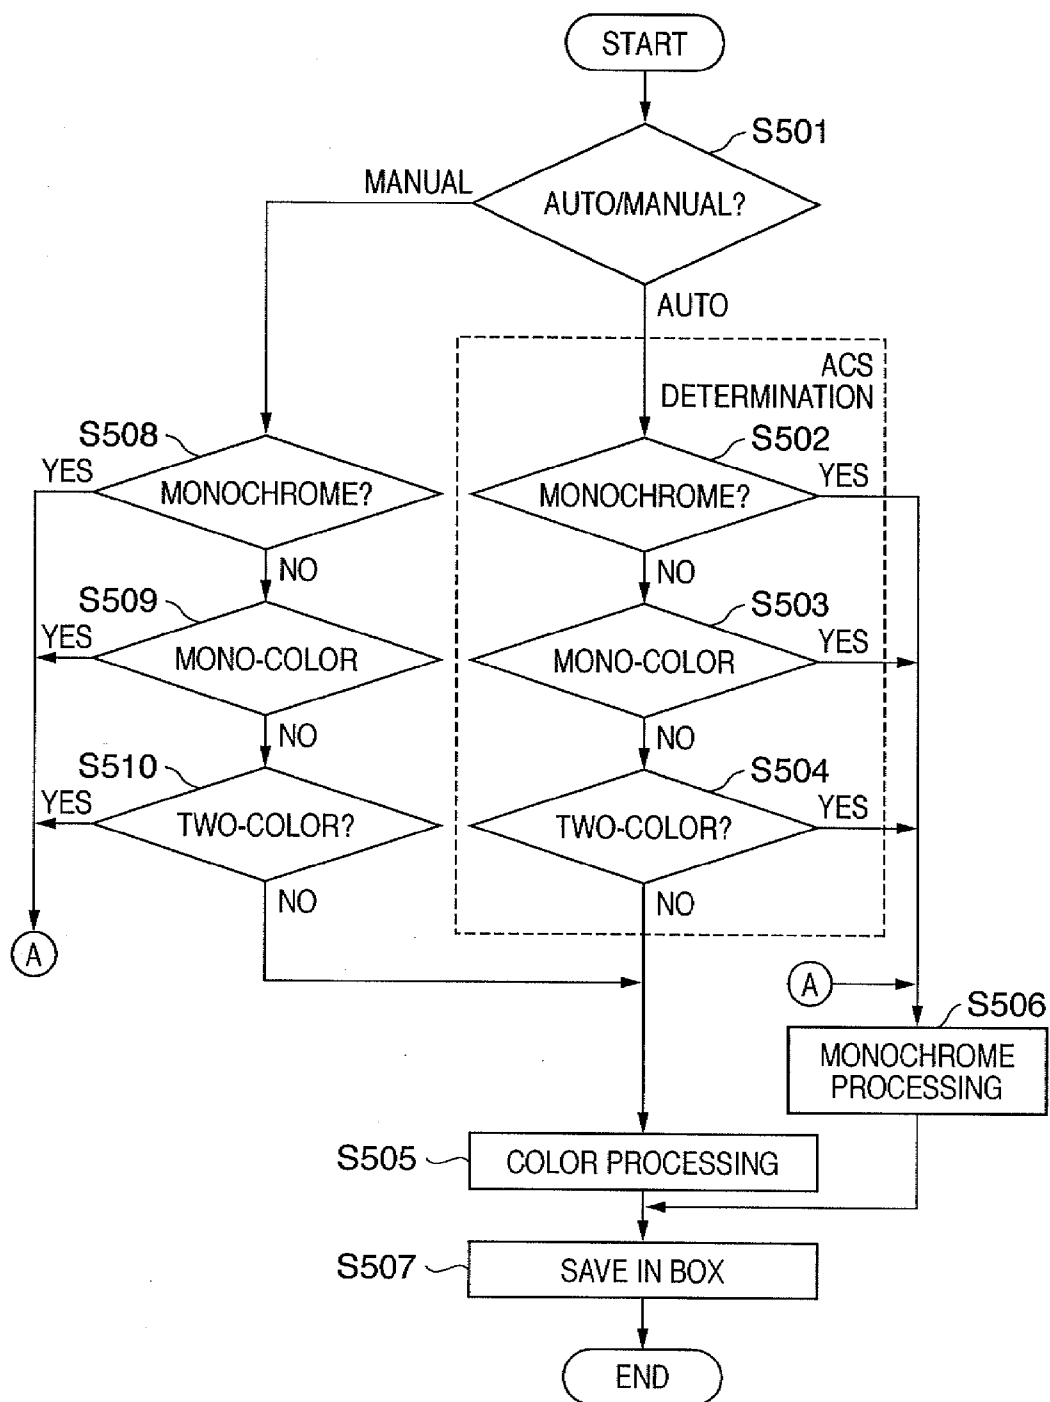 START
S501
MANUAL
AUTO/MANUAL?
AUTO
ACS
DETERMINATION
S508
S502
YES
MONOCHROME?
MONOCHROME?
YES
NO
NO
S509
S503
YES
MONO-COLOR
MONO-COLOR
YES
NO
NO
S510
S504
YES
TWO-COLOR?
TWO-COLOR?
YES
NO
NO
A
A
S506
MONOCHROME
PROCESSING
S505
COLOR PROCESSING
S507
SAVE IN BOX
END